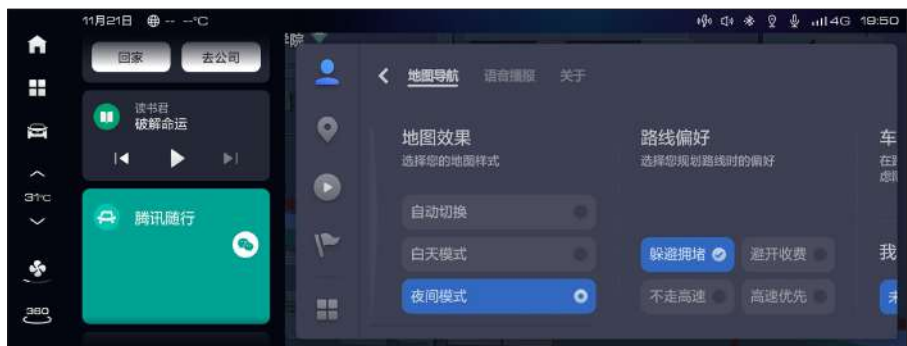 11月21日 -- --°C
4G 19:50
回家 去公司
学院
读书君
破解命运
31°C
腾讯随行
360
地图导航 语音播报 关于
地图效果
选择您的地图样式
自动切换
白天模式
夜间模式
路线偏好
选择您规划路线时的偏好
躲避拥堵 避开收费
不走高速 高速优先
车
我